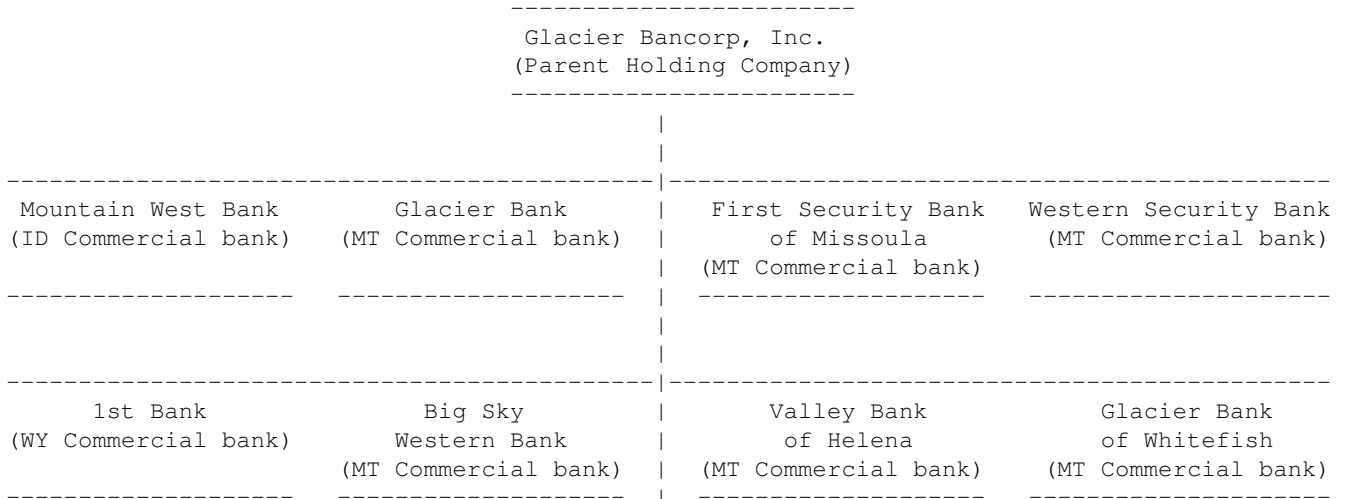 Glacier Bancorp, Inc.
(Parent Holding Company)
Mountain West Bank Glacier Bank First Security Bank Western Security Bank
(ID Commercial bank) (MT Commercial bank) of Missoula (MT Commercial bank)
(MT Commercial bank)
1st Bank Big Sky Valley Bank Glacier Bank
(WY Commercial bank) Western Bank of Helena of Whitefish
(MT Commercial bank) (MT Commercial bank) (MT Commercial bank)